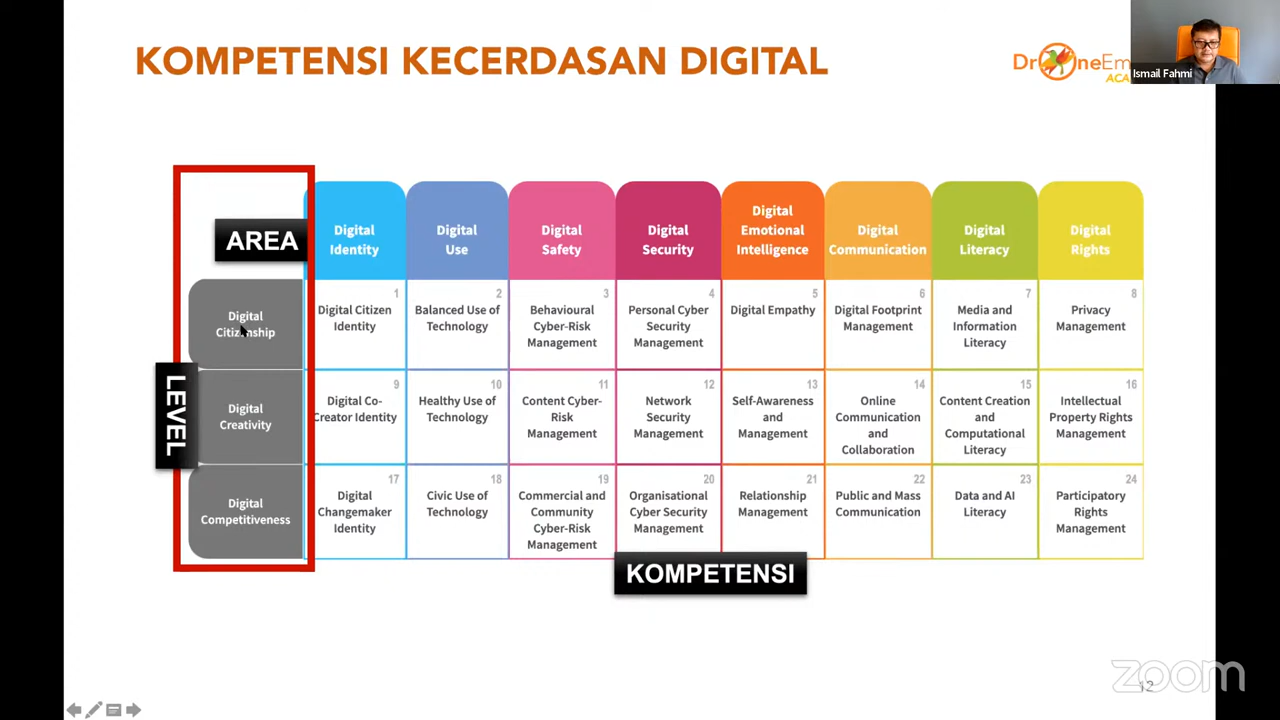 KOMPETENSI KECERDASAN DIGITAL
Ismail Fahmi
AREA
LEVEL
Digital
Identity
Digital
Use
Digital
Safety
Digital
Security
Digital
Emotional
Intelligence
Digital
Communication
Digital
Literacy
Digital
Rights
Digital
Citizenship
1
Digital Citizen
Identity
2
Balanced Use of
Technology
3
Behavioural
Cyber-Risk
Management
4
Personal Cyber
Security
Management
5
Digital Empathy
6
Digital Footprint
Management
7
Media and
Information
Literacy
8
Privacy
Management
Digital
Creativity
9
Digital Co-
Creator Identity
10
Healthy Use of
Technology
11
Content Cyber-
Risk
Management
12
Network
Security
Management
13
Self-Awareness
and
Management
14
Online
Communication
and
Collaboration
15
Content Creation
and
Computational
Literacy
16
Intellectual
Property Rights
Management
Digital
Competitiveness
17
Digital
Changemaker
Identity
18
Civic Use of
Technology
19
Commercial and
Community
Cyber-Risk
Management
20
Organisational
Cyber Security
Management
21
Relationship
Management
22
Public and Mass
Communication
23
Data and AI
Literacy
24
Participatory
Rights
Management
KOMPETENSI
zoom
12